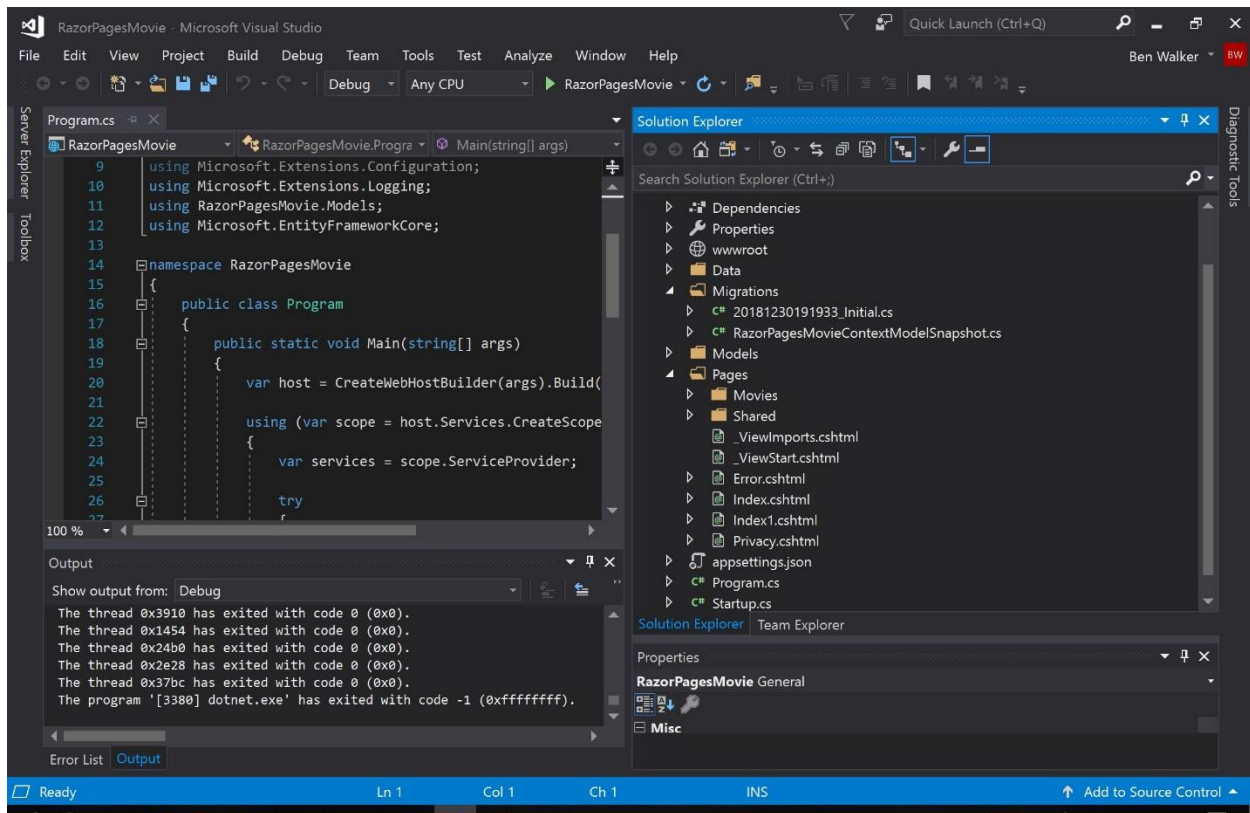 RazorPagesMovie - Microsoft Visual Studio
Quick Launch (Ctrl+Q)
File Edit View Project Build Debug Team Tools Test Analyze Window Help
Ben Walker BW
Debug Any CPU RazorPagesMovie
Server Explorer
Toolbox
Program.cs
RazorPagesMovie RazorPagesMovie.Progra Main(string[] args)
9 using Microsoft.Extensions.Configuration;
10 using Microsoft.Extensions.Logging;
11 using RazorPagesMovie.Models;
12 using Microsoft.EntityFrameworkCore;
13
14 namespace RazorPagesMovie
15 {
16 public class Program
17 {
18 public static void Main(string[] args)
19 {
20 var host = CreateWebHostBuilder(args).Build(
21
22 using (var scope = host.Services.CreateScope
23 {
24 var services = scope.ServiceProvider;
25
26 try
27 {
100 %
Output
Show output from: Debug
The thread 0x3910 has exited with code 0 (0x0).
The thread 0x1454 has exited with code 0 (0x0).
The thread 0x24b0 has exited with code 0 (0x0).
The thread 0x2e28 has exited with code 0 (0x0).
The thread 0x37bc has exited with code 0 (0x0).
The program '[3380] dotnet.exe' has exited with code -1 (0xffffffff).
Error List Output
Solution Explorer
Search Solution Explorer (Ctrl+;)
Dependencies
Properties
wwwroot
Data
Migrations
C# 20181230191933_Initial.cs
C# RazorPagesMovieContextModelSnapshot.cs
Models
Pages
Movies
Shared
_ViewImports.cshtml
_ViewStart.cshtml
Error.cshtml
Index.cshtml
Index1.cshtml
Privacy.cshtml
appsettings.json
C# Program.cs
C# Startup.cs
Solution Explorer Team Explorer
Properties
RazorPagesMovie General
Misc
Diagnostic Tools
Ready Ln 1 Col 1 Ch 1 INS Add to Source Control